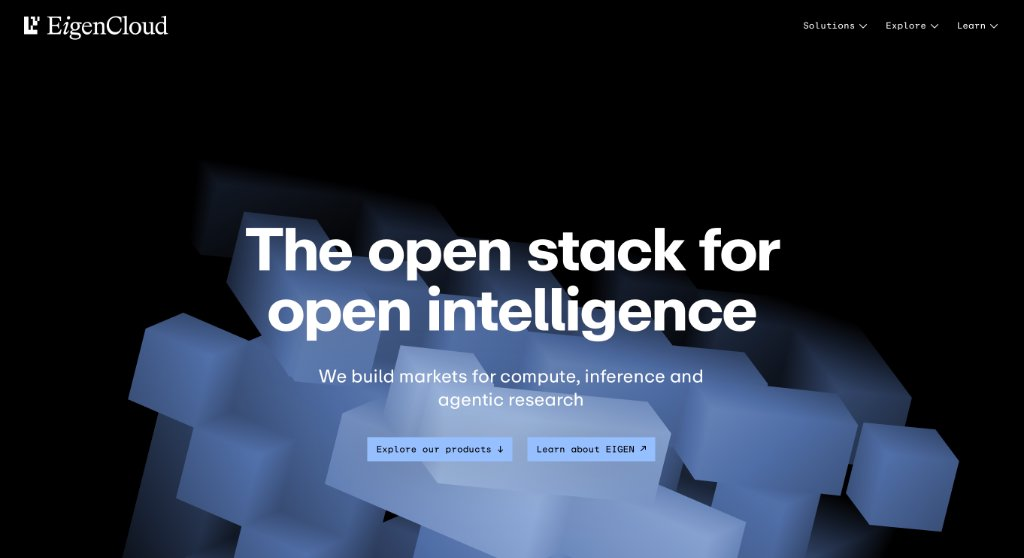 EigenCloud
Solutions
Explore
Learn
The open stack for
open intelligence
We build markets for compute, inference and
agentic research
Explore our products ↓
Learn about EIGEN ↗